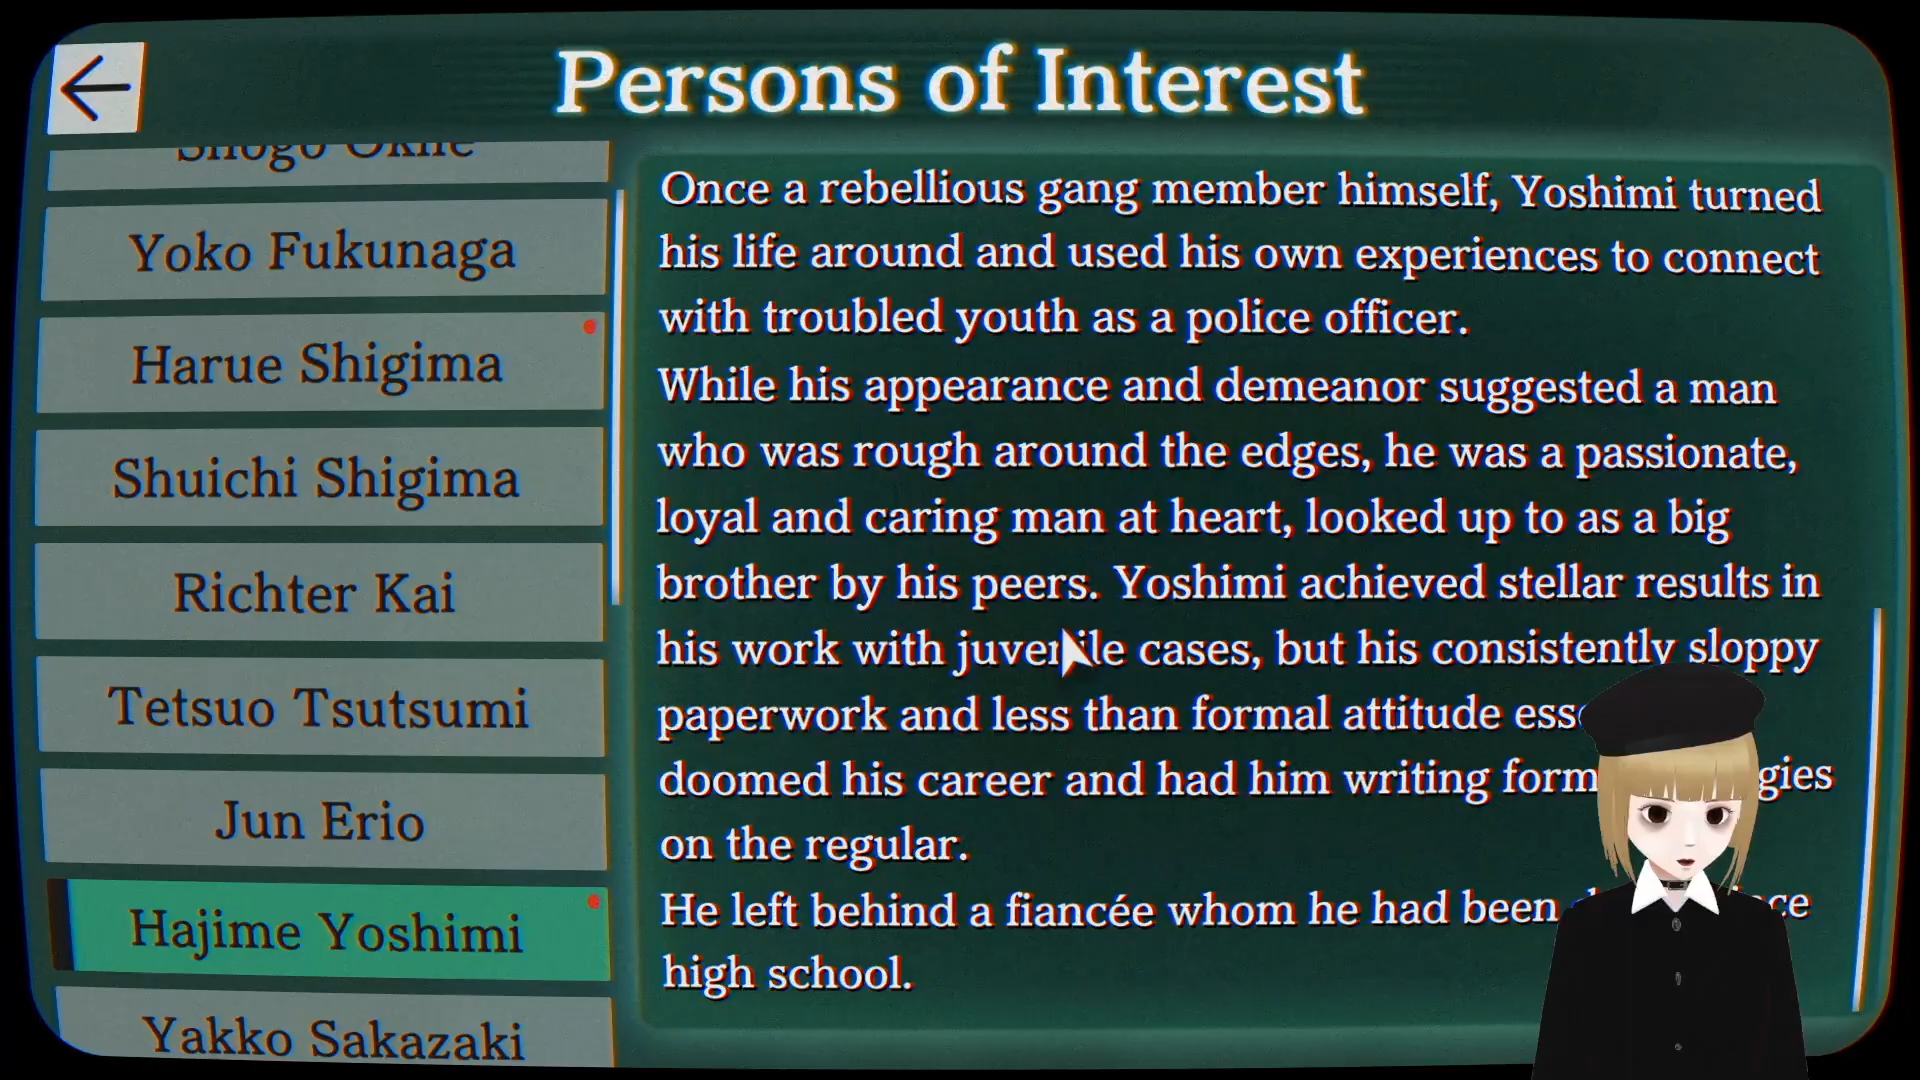 Persons of Interest
Shogo Okiie
Yoko Fukunaga
Harue Shigima
Shuichi Shigima
Richter Kai
Tetsuo Tsutsumi
Jun Erio
Hajime Yoshimi
Yakko Sakazaki
Once a rebellious gang member himself, Yoshimi turned
his life around and used his own experiences to connect
with troubled youth as a police officer.
While his appearance and demeanor suggested a man
who was rough around the edges, he was a passionate,
loyal and caring man at heart, looked up to as a big
brother by his peers. Yoshimi achieved stellar results in
his work with juvenile cases, but his consistently sloppy
paperwork and less than formal attitude
doomed his career and had him writing
on the regular.
He left behind a fiancée whom he had been
high school.